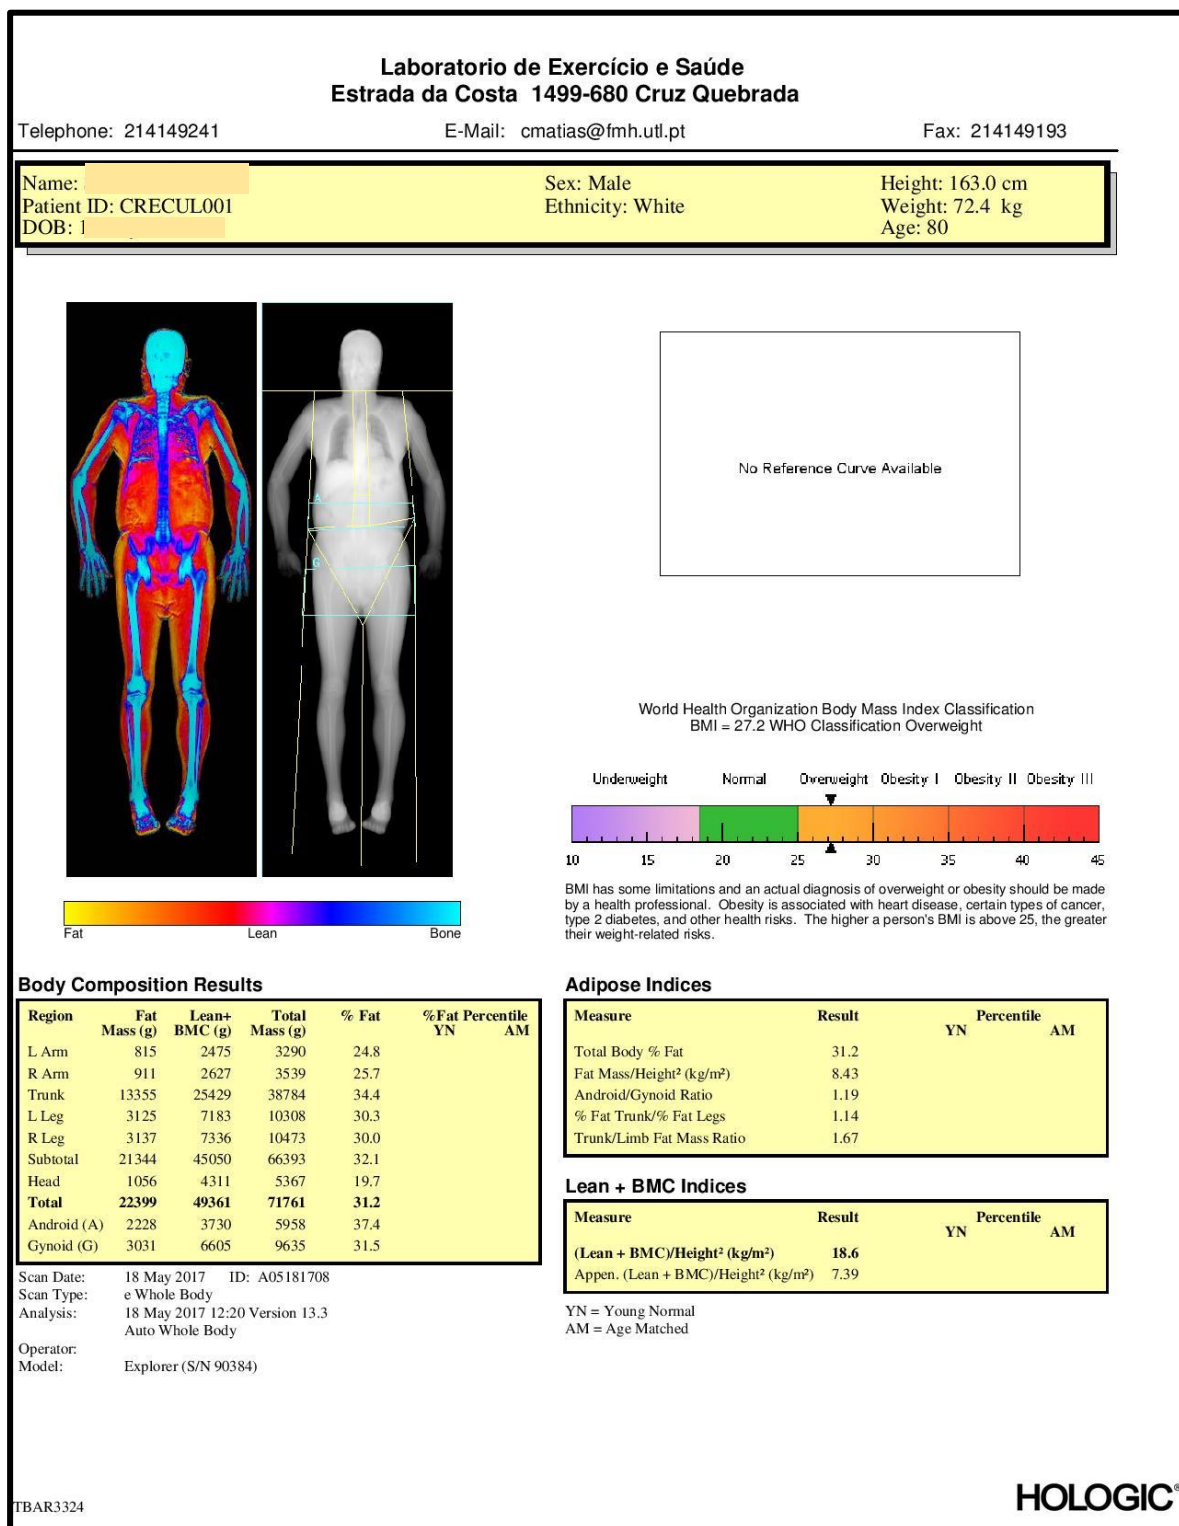 Laboratorio de Exercício e Saúde
Estrada da Costa 1499-680 Cruz Quebrada
Telephone: 214149241 E-Mail: cmatias@fmh.utl.pt Fax: 214149193
Name: Sex: Male Height: 163.0 cm
Patient ID: CRECUL001 Ethnicity: White Weight: 72.4 kg
DOB: 1 Age: 80
A
G
No Reference Curve Available
Fat Lean Bone
World Health Organization Body Mass Index Classification
BMI = 27.2 WHO Classification Overweight
Underweight Normal Overweight Obesity I Obesity II Obesity III
10 15 20 25 30 35 40 45
BMI has some limitations and an actual diagnosis of overweight or obesity should be made
by a health professional. Obesity is associated with heart disease, certain types of cancer,
type 2 diabetes, and other health risks. The higher a person's BMI is above 25, the greater
their weight-related risks.
Body Composition Results
Region Fat Lean+ Total % Fat %Fat Percentile
Mass (g) BMC (g) Mass (g) YN AM
L Arm 815 2475 3290 24.8
R Arm 911 2627 3539 25.7
Trunk 13355 25429 38784 34.4
L Leg 3125 7183 10308 30.3
R Leg 3137 7336 10473 30.0
Subtotal 21344 45050 66393 32.1
Head 1056 4311 5367 19.7
Total 22399 49361 71761 31.2
Android (A) 2228 3730 5958 37.4
Gynoid (G) 3031 6605 9635 31.5
Scan Date: 18 May 2017 ID: A05181708
Scan Type: e Whole Body
Analysis: 18 May 2017 12:20 Version 13.3
Auto Whole Body
Operator:
Model: Explorer (S/N 90384)
Adipose Indices
Measure Result Percentile
YN AM
Total Body % Fat 31.2
Fat Mass/Height² (kg/m²) 8.43
Android/Gynoid Ratio 1.19
% Fat Trunk/% Fat Legs 1.14
Trunk/Limb Fat Mass Ratio 1.67
Lean + BMC Indices
Measure Result Percentile
YN AM
(Lean + BMC)/Height² (kg/m²) 18.6
Appen. (Lean + BMC)/Height² (kg/m²) 7.39
YN = Young Normal
AM = Age Matched
TBAR3324
HOLOGIC®